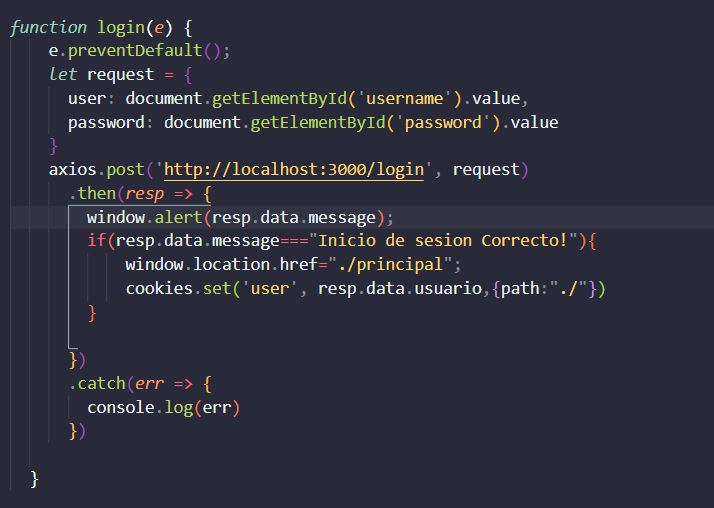 function login(e) {
e.preventDefault();
let request = {
user: document.getElementById('username').value,
password: document.getElementById('password').value
}
axios.post('http://localhost:3000/login', request)
.then(resp => {
window.alert(resp.data.message);
if(resp.data.message==="Inicio de sesion Correcto!"){
window.location.href="./principal";
cookies.set('user', resp.data.usuario,{path:"./"})
}
})
.catch(err => {
console.log(err)
})
}